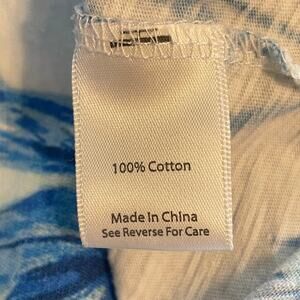 100% Cotton
Made In China
See Reverse For Care